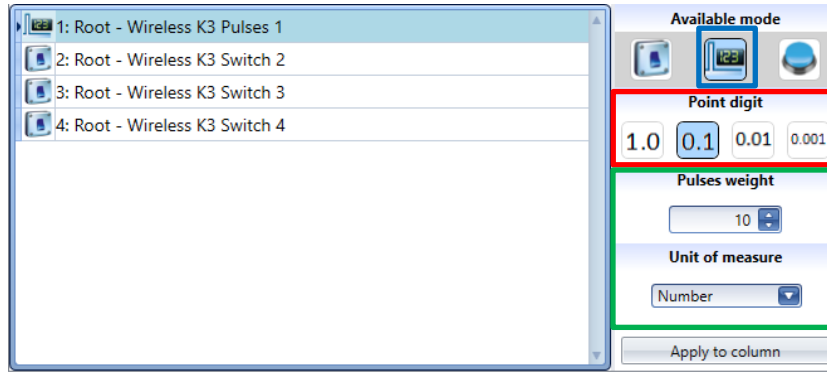 1: Root - Wireless K3 Pulses 1
2: Root - Wireless K3 Switch 2
3: Root - Wireless K3 Switch 3
4: Root - Wireless K3 Switch 4
Available mode
123
Point digit
1.0 0.1 0.01 0.001
Pulses weight
10
Unit of measure
Number
Apply to column